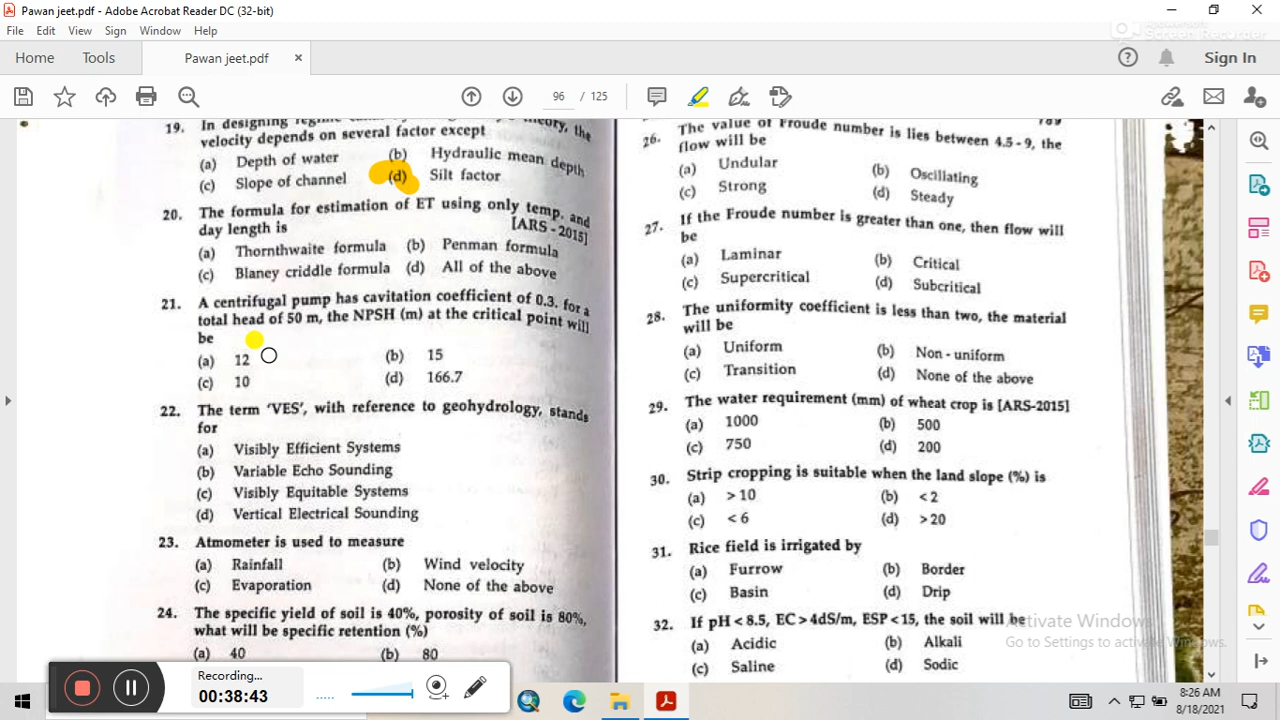 Pawan jeet.pdf - Adobe Acrobat Reader DC (32-bit)
File Edit View Sign Window Help
Screen Recorder
Home Tools Pawan jeet.pdf × Sign In
96 / 125
19. In designing regime theory, the
velocity depends on several factor except
(a) Depth of water (b) Hydraulic mean depth
(c) Slope of channel (d) Silt factor
20. The formula for estimation of ET using only temp. and
day length is [ARS - 2015]
(a) Thornthwaite formula (b) Penman formula
(c) Blaney criddle formula (d) All of the above
21. A centrifugal pump has cavitation coefficient of 0.3. for a
total head of 50 m, the NPSH (m) at the critical point will
be
(a) 12 (b) 15
(c) 10 (d) 166.7
22. The term 'VES', with reference to geohydrology, stands
for
(a) Visibly Efficient Systems
(b) Variable Echo Sounding
(c) Visibly Equitable Systems
(d) Vertical Electrical Sounding
23. Atmometer is used to measure
(a) Rainfall (b) Wind velocity
(c) Evaporation (d) None of the above
24. The specific yield of soil is 40%, porosity of soil is 80%,
what will be specific retention (%)
(a) 40 (b) 80
26. The value of Froude number is lies between 4.5 - 9, the
flow will be
(a) Undular (b) Oscillating
(c) Strong (d) Steady
27. If the Froude number is greater than one, then flow will
be
(a) Laminar (b) Critical
(c) Supercritical (d) Subcritical
28. The uniformity coefficient is less than two, the material
will be
(a) Uniform (b) Non - uniform
(c) Transition (d) None of the above
29. The water requirement (mm) of wheat crop is [ARS-2015]
(a) 1000 (b) 500
(c) 750 (d) 200
30. Strip cropping is suitable when the land slope (%) is
(a) > 10 (b) < 2
(c) < 6 (d) > 20
31. Rice field is irrigated by
(a) Furrow (b) Border
(c) Basin (d) Drip
32. If pH < 8.5, EC > 4dS/m, ESP < 15, the soil will be
(a) Acidic (b) Alkali
(c) Saline (d) Sodic
Activate Windows
Go to Settings to activate Windows.
Recording...
00:38:43
8:26 AM
8/18/2021